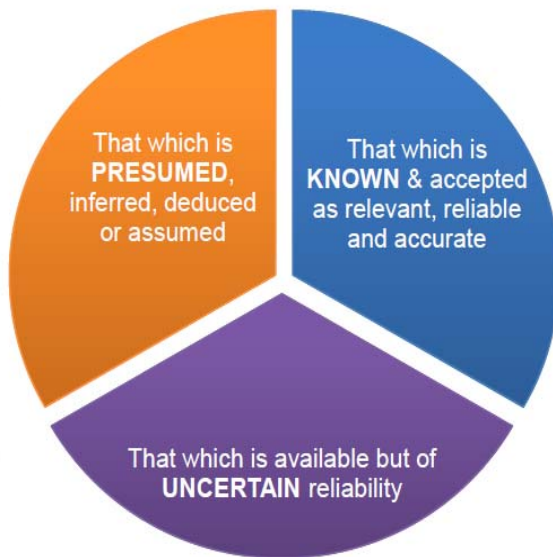 That which is
PRESUMED,
inferred, deduced
or assumed
That which is
KNOWN & accepted
as relevant, reliable
and accurate
That which is available but of
UNCERTAIN reliability